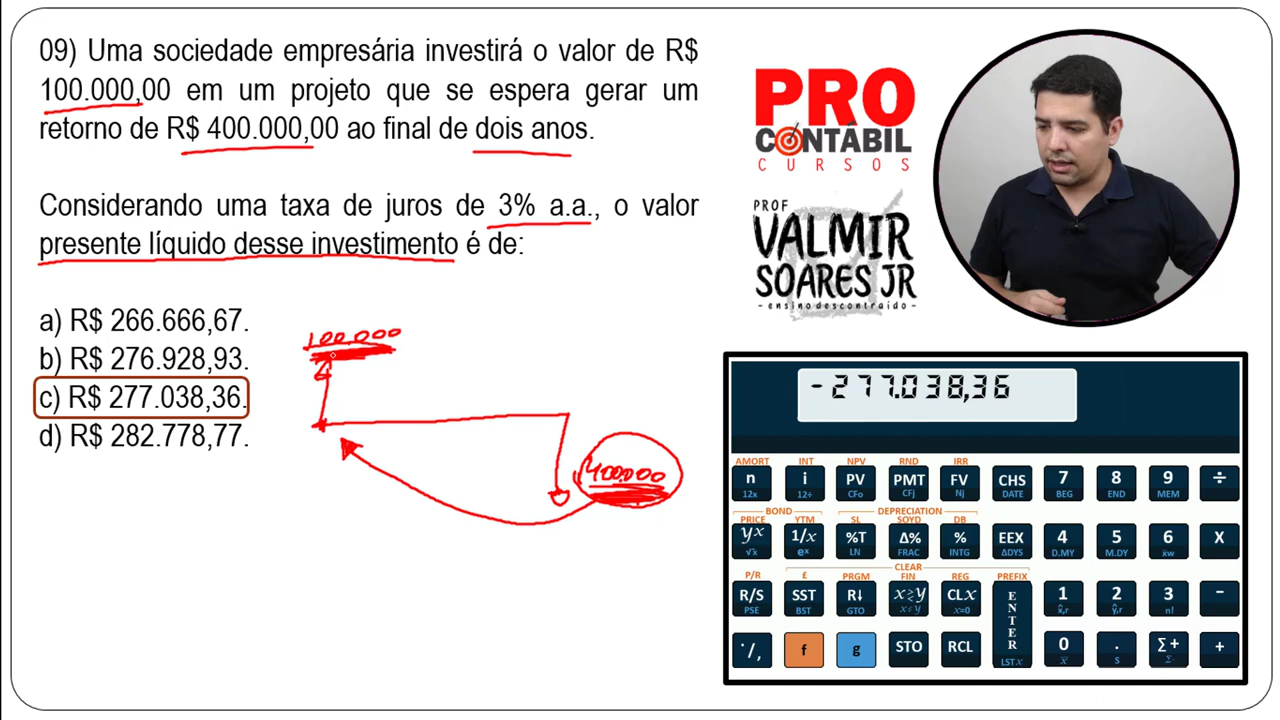 09) Uma sociedade empresária investirá o valor de R$
100.000,00 em um projeto que se espera gerar um
retorno de R$ 400.000,00 ao final de dois anos.
Considerando uma taxa de juros de 3% a.a., o valor
presente líquido desse investimento é de:
a) R$ 266.666,67.
b) R$ 276.928,93.
c) R$ 277.038,36.
d) R$ 282.778,77.
100.000
400.000
PRO
CONTÁBIL
CURSOS
PROF
VALMIR
SOARES JR
- ensino descontraído -
-277.038,36
AMORT INT NPV RND IRR
n i PV PMT FV CHS 7 8 9 ÷
12x 12÷ CFo CFj Nj DATE BEG END MEM
BOND DEPRECIATION
PRICE YTM SL SOYD DB
yx 1/x %T Δ% % EEX 4 5 6 X
√x ex LN FRAC INTG ΔDYS D.MY M.DY x̄w
CLEAR
P/R £ PRGM FIN REG PREFIX
R/S SST R↓ x≷y CLx ENTER 1 2 3 -
PSE BST GTO x≤y x=0 x̂,r ŷ,r n!
·/, f g STO RCL 0 . Σ+ +
LSTx x̄ S Σ-